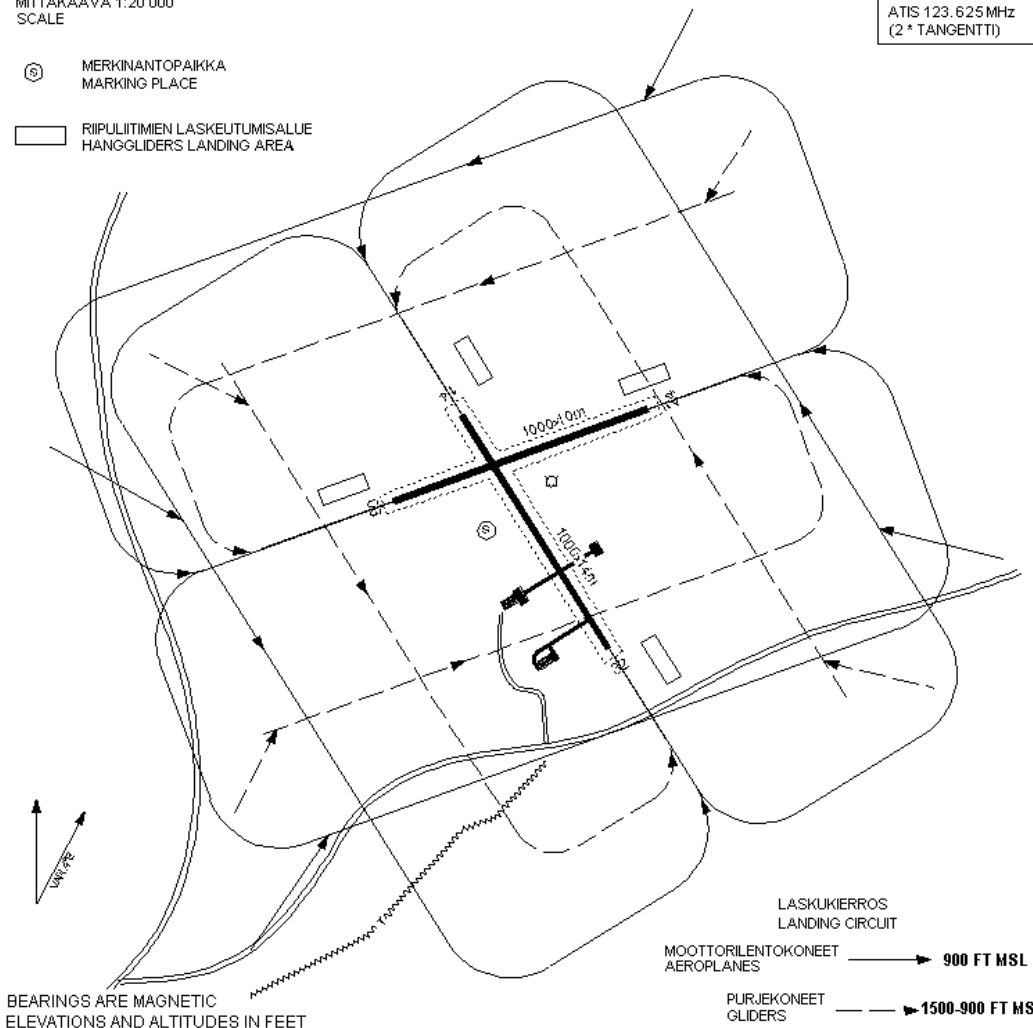 MITTAKAAVA 1:20 000
SCALE
ATIS 123.625 MHz
(2 * TANGENTTI)
S
MERKINANTOPAIKKA
MARKING PLACE
RIIPULIITIMIEN LASKEUTUMISALUE
HANGGLIDERS LANDING AREA
1000x10m
S
1000x14m
LASKUKIERROS
LANDING CIRCUIT
MOOTTORILENTOKONEET
AEROPLANES
900 FT MSL
PURJEKONEET
GLIDERS
1500-900 FT MS
BEARINGS ARE MAGNETIC
ELEVATIONS AND ALTITUDES IN FEET